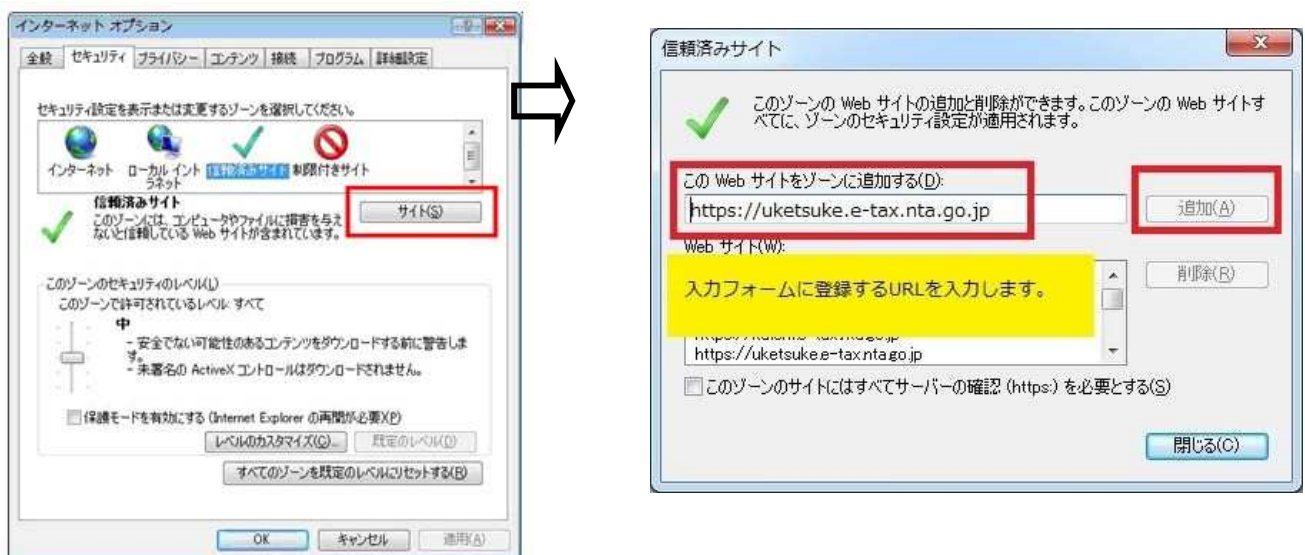 インターネット オプション
全般 セキュリティ プライバシー コンテンツ 接続 プログラム 詳細設定
セキュリティ設定を表示または変更するゾーンを選択してください。
インターネット
ローカル イント
ラネット
信頼済みサイト
制限付きサイト
信頼済みサイト
このゾーンには、コンピュータやファイルに損害を与え
ないと信頼している Web サイトが含まれています。
サイト(S)
このゾーンのセキュリティのレベル(L)
このゾーンで許可されているレベル: すべて
中
- 安全でない可能性のあるコンテンツをダウンロードする前に警告しま
す。
- 未署名の ActiveX コントロールはダウンロードされません。
保護モードを有効にする (Internet Explorer の再開が必要)(P)
レベルのカスタマイズ(C)...
既定のレベル(D)
すべてのゾーンを既定のレベルにリセットする(R)
OK
キャンセル
適用(A)
信頼済みサイト
このゾーンの Web サイトの追加と削除ができます。このゾーンの Web サイトす
べてに、ゾーンのセキュリティ設定が適用されます。
この Web サイトをゾーンに追加する(D):
https://uketsuke.e-tax.nta.go.jp
追加(A)
Web サイト(W):
入力フォームに登録するURLを入力します。
https://uketsuke.e-tax.nta.go.jp
削除(R)
このゾーンのサイトにはすべてサーバーの確認 (https:) を必要とする(S)
閉じる(C)